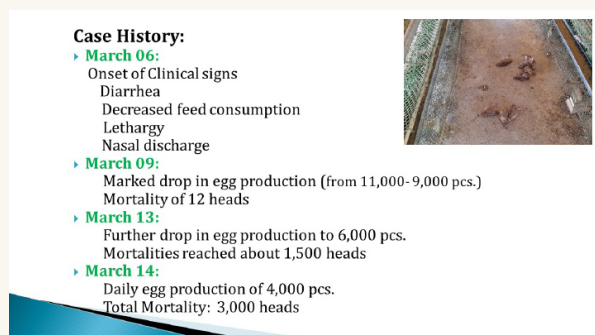 Case History:
March 06:
Onset of Clinical signs
Diarrhea
Decreased feed consumption
Lethargy
Nasal discharge
March 09:
Marked drop in egg production (from 11,000- 9,000 pcs.)
Mortality of 12 heads
March 13:
Further drop in egg production to 6,000 pcs.
Mortalities reached about 1,500 heads
March 14:
Daily egg production of 4,000 pcs.
Total Mortality: 3,000 heads